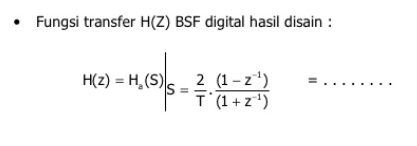 • Fungsi transfer H(Z) BSF digital hasil disain :
H(z) = Hₐ(S)|S = 2/T . (1 – z⁻¹)/(1 + z⁻¹) = . . . . . . . .